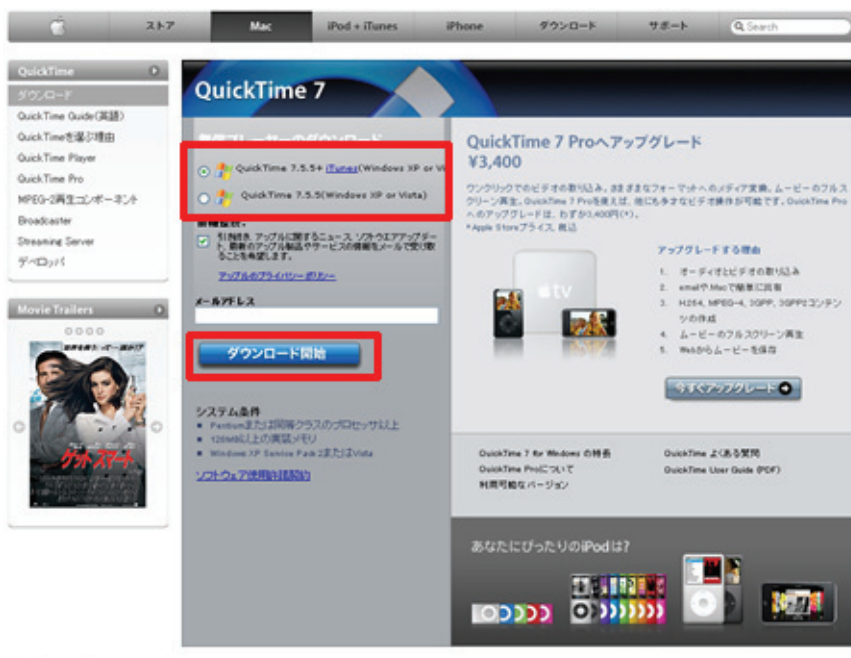 ストア
Mac
iPod + iTunes
iPhone
ダウンロード
サポート
Search
QuickTime
ダウンロード
QuickTime Guide(英語)
QuickTimeを選ぶ理由
QuickTime Player
QuickTime Pro
MPEG-2再生コンポーネント
Broadcaster
Streaming Server
デベロッパ
Movie Trailers
ゲット スマート
QuickTime 7
無償プレーヤーのダウンロード
QuickTime 7.5.5+ iTunes(Windows XP or Vi
QuickTime 7.5.5(Windows XP or Vista)
引き続き、アップルに関するニュース、ソフトウエアアップデー
ト、最新のアップル製品やサービスの情報をメールで受け取
ることを希望します。
アップルのプライバシーポリシー
メールアドレス
ダウンロード開始
システム条件
Pentiumまたは同等クラスのプロセッサ以上
128MB以上の実装メモリ
Windows XP Service Pack 2またはVista
ソフトウェア使用許諾契約
QuickTime 7 Proへアップグレード
¥3,400
ワンクリックでのビデオの取り込み。さまざまなフォーマットへのメディア変換。ムービーのフルス
クリーン再生。QuickTime 7 Proを使えば、他にも多才なビデオ操作が可能です。QuickTime Pro
へのアップグレードは、わずか3,400円(*)。
*Apple Storeプライス、税込
アップグレードする理由
1. オーディオとビデオの取り込み
2. emailやMacで簡単に共有
3. H.264, MPEG-4, 3GPP, 3GPP2コンテン
ツの作成
4. ムービーのフルスクリーン再生
5. Webからムービーを保存
今すぐアップグレード
tv
QuickTime 7 for Windows の特長
QuickTime Proについて
利用可能なバージョン
QuickTime よくある質問
QuickTime User Guide (PDF)
あなたにぴったりのiPodは?